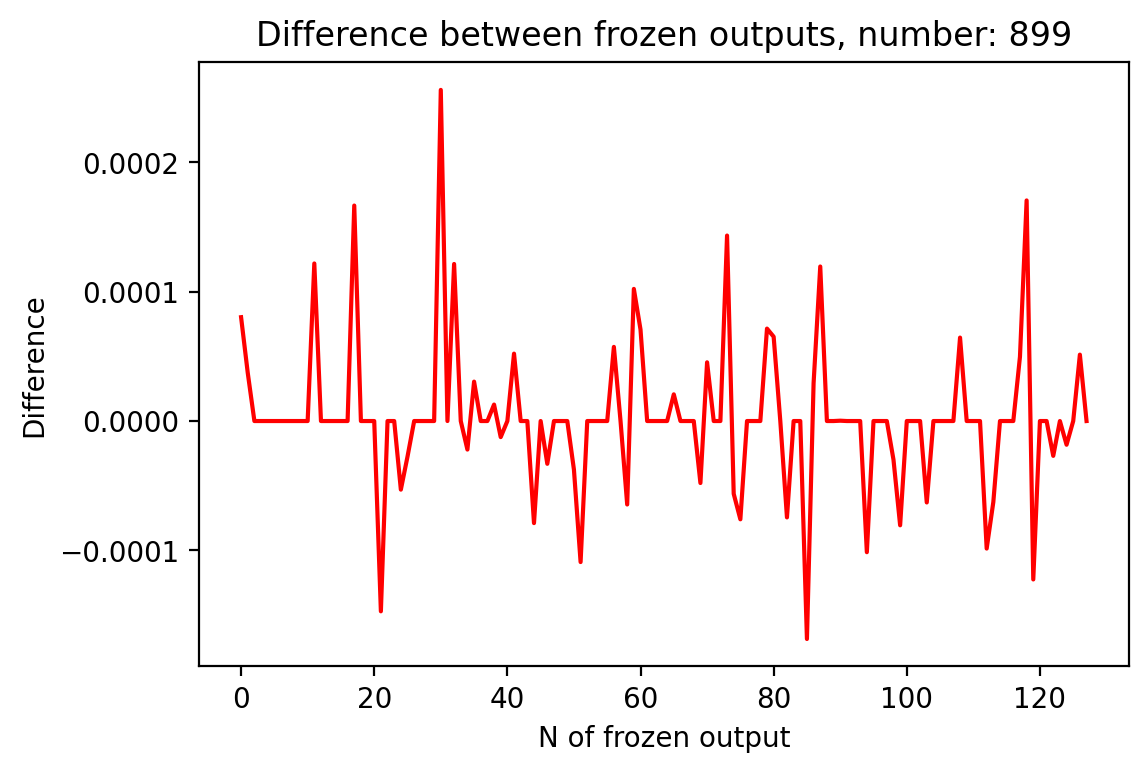 Difference between frozen outputs, number: 899
0.0002
0.0001
0.0000
−0.0001
Difference
0 20 40 60 80 100 120
N of frozen output